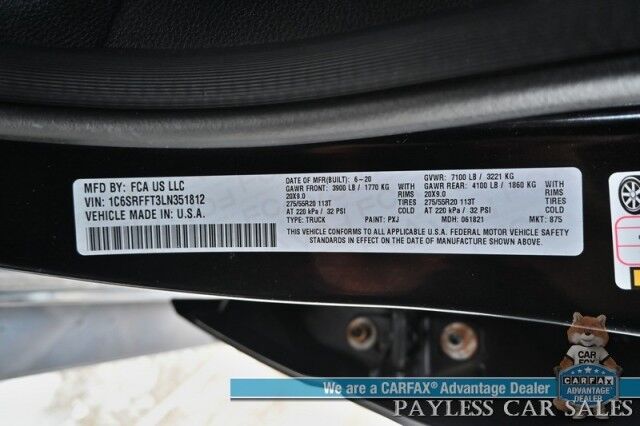 MFD BY: FCA US LLC
VIN: 1C6SRFFT3LN351812
VEHICLE MADE IN U.S.A.
DATE OF MFR(BUILT): 6-20
GAWR FRONT: 3900 LB / 1770 KG WITH
20X9.0 RIMS
275/55R20 113T TIRES
AT 220 kPa / 32 PSI COLD
TYPE: TRUCK PAINT: PXJ
GVWR: 7100 LB / 3221 KG
GAWR REAR: 4100 LB / 1860 KG WITH
20X9.0 RIMS
275/55R20 113T TIRES
AT 220 kPa / 32 PSI COLD
MDH: 061821 MKT: 875
THIS VEHICLE CONFORMS TO ALL APPLICABLE U.S.A. FEDERAL MOTOR VEHICLE SAFETY
STANDARDS IN EFFECT ON THE DATE OF MANUFACTURE SHOWN ABOVE.
We are a CARFAX® Advantage Dealer
CAR
FOX
CARFAX
ADVANTAGE
DEALER
PAYLESS CAR SALES